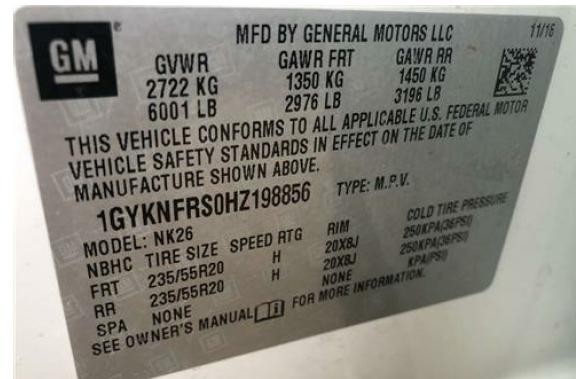 GM
MFD BY GENERAL MOTORS LLC 11/16
GVWR GAWR FRT GAWR RR
2722 KG 1350 KG 1450 KG
6001 LB 2976 LB 3196 LB
THIS VEHICLE CONFORMS TO ALL APPLICABLE U.S. FEDERAL MOTOR
VEHICLE SAFETY STANDARDS IN EFFECT ON THE DATE OF
MANUFACTURE SHOWN ABOVE.
1GYKNFRS0HZ198856 TYPE: M.P.V.
MODEL: NK26
NBHC TIRE SIZE SPEED RTG RIM COLD TIRE PRESSURE
FRT 235/55R20 H 20X8J 250KPA(36PSI)
RR 235/55R20 H 20X8J 250KPA(36PSI)
SPA NONE NONE KPA(PSI)
SEE OWNER'S MANUAL FOR MORE INFORMATION.